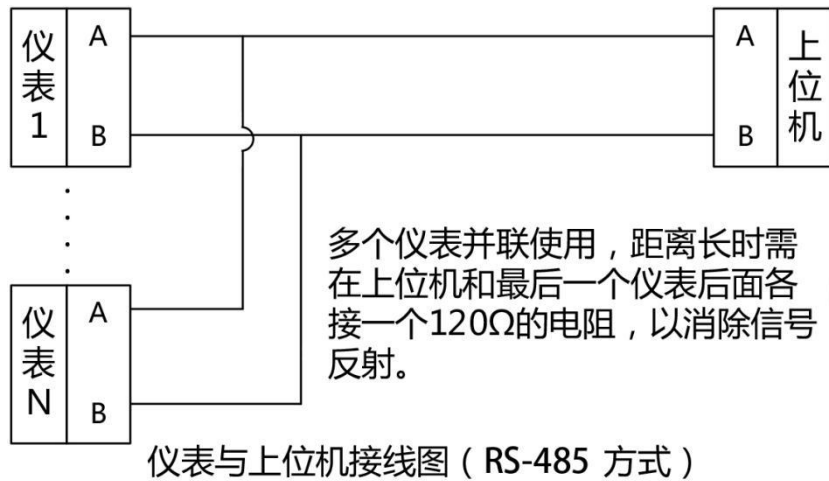 仪表1
A
B
A
B
上位机
仪表N
A
B
多个仪表并联使用，距离长时需
在上位机和最后一个仪表后面各
接一个120Ω的电阻，以消除信号
反射。
仪表与上位机接线图（RS-485 方式）